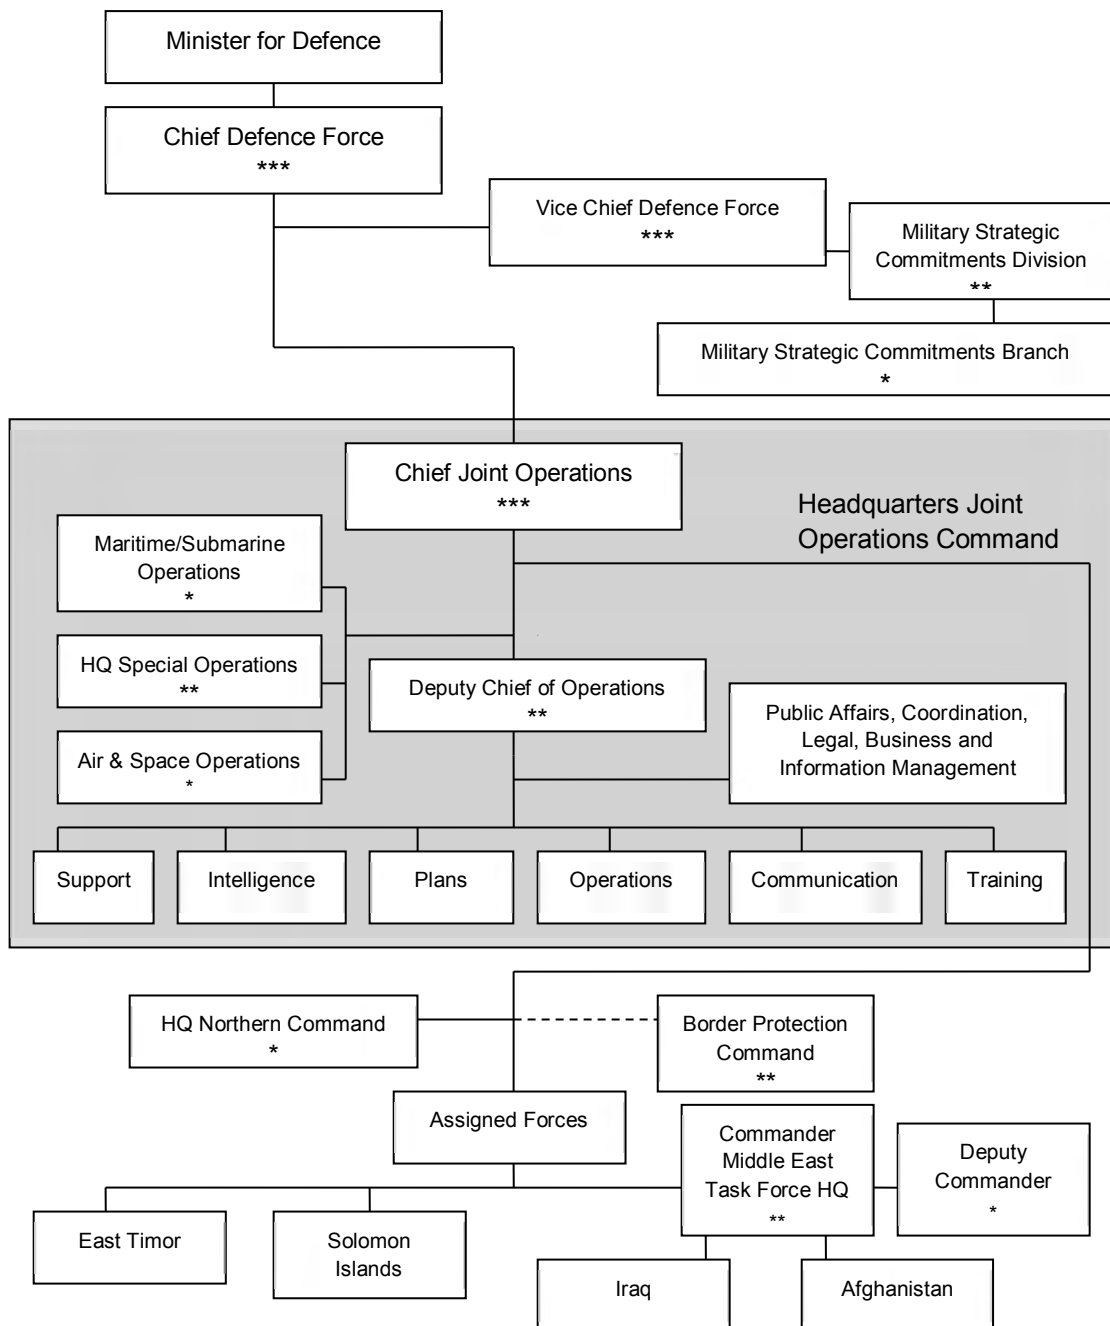 Minister for Defence
Chief Defence Force
***
Vice Chief Defence Force
***
Military Strategic
Commitments Division
**
Military Strategic Commitments Branch
*
Chief Joint Operations
***
Headquarters Joint
Operations Command
Maritime/Submarine
Operations
*
HQ Special Operations
**
Deputy Chief of Operations
**
Public Affairs, Coordination,
Legal, Business and
Information Management
Air & Space Operations
*
Support
Intelligence
Plans
Operations
Communication
Training
HQ Northern Command
*
Border Protection
Command
**
Assigned Forces
Commander
Middle East
Task Force HQ
**
Deputy
Commander
*
East Timor
Solomon
Islands
Iraq
Afghanistan